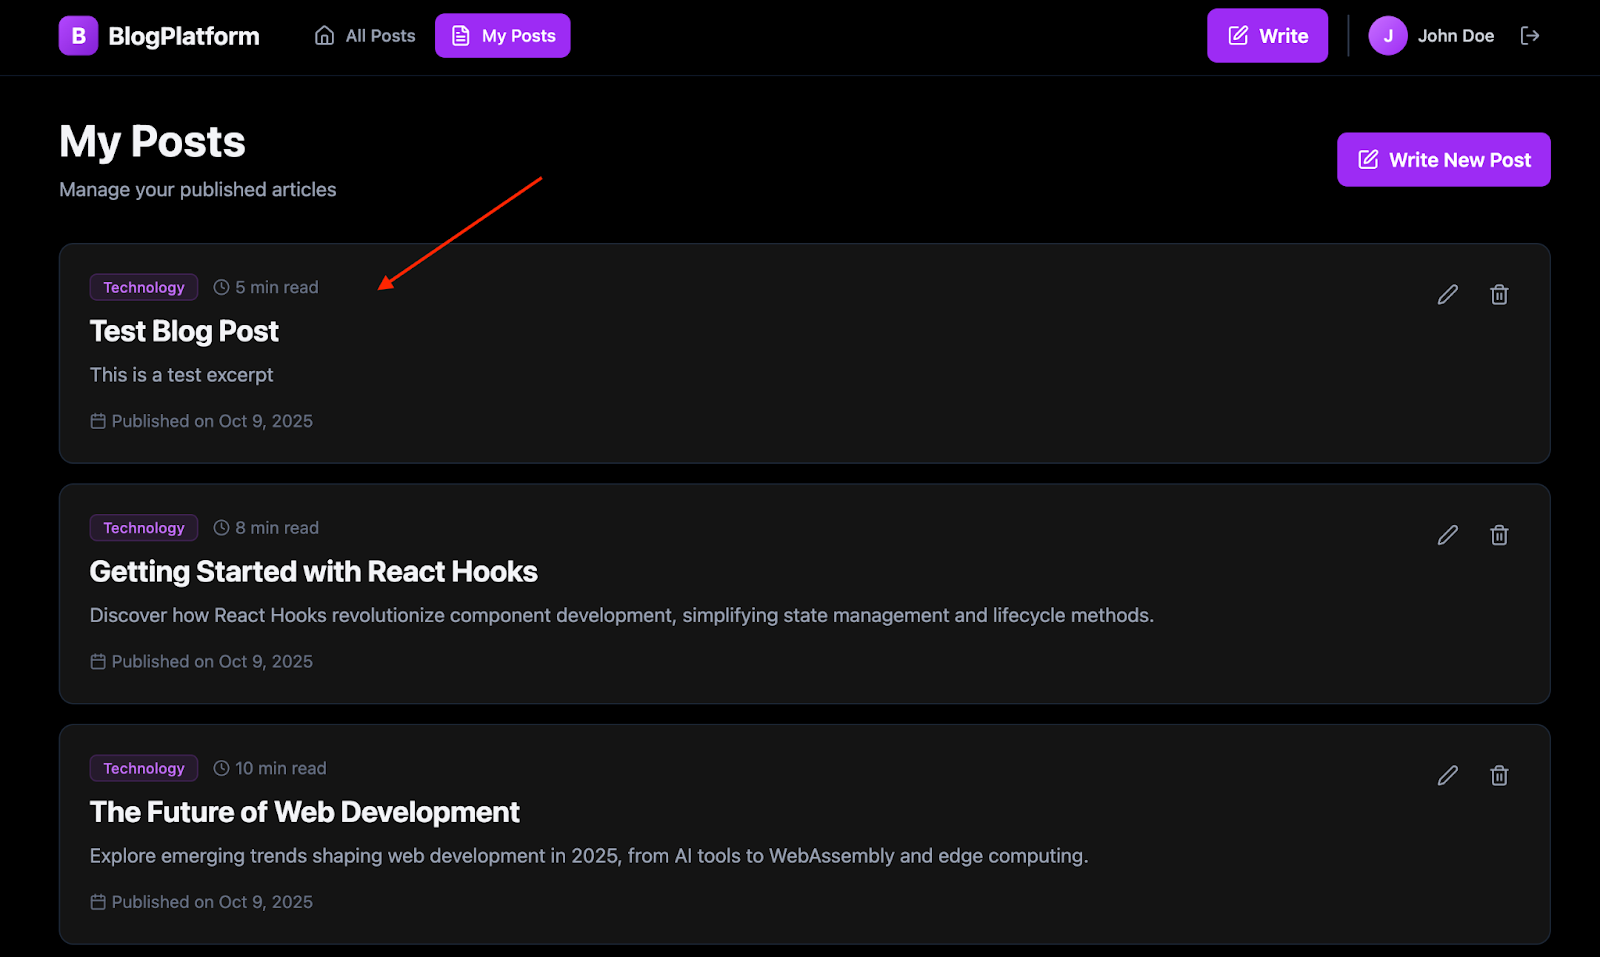 B BlogPlatform All Posts My Posts Write J John Doe
My Posts
Manage your published articles
Write New Post
Technology 5 min read
Test Blog Post
This is a test excerpt
Published on Oct 9, 2025
Technology 8 min read
Getting Started with React Hooks
Discover how React Hooks revolutionize component development, simplifying state management and lifecycle methods.
Published on Oct 9, 2025
Technology 10 min read
The Future of Web Development
Explore emerging trends shaping web development in 2025, from AI tools to WebAssembly and edge computing.
Published on Oct 9, 2025